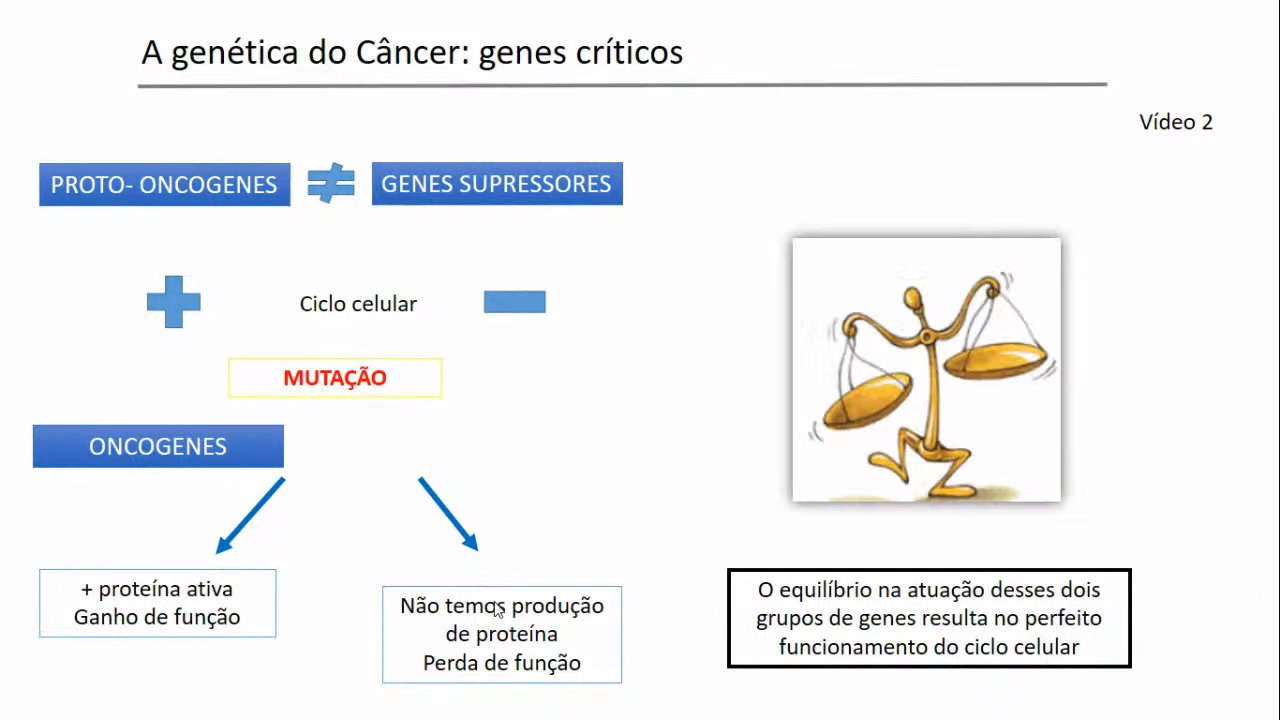 A genética do Câncer: genes críticos
Vídeo 2
PROTO- ONCOGENES
GENES SUPRESSORES
Ciclo celular
MUTAÇÃO
ONCOGENES
+ proteína ativa
Ganho de função
Não temos produção
de proteína
Perda de função
O equilíbrio na atuação desses dois
grupos de genes resulta no perfeito
funcionamento do ciclo celular